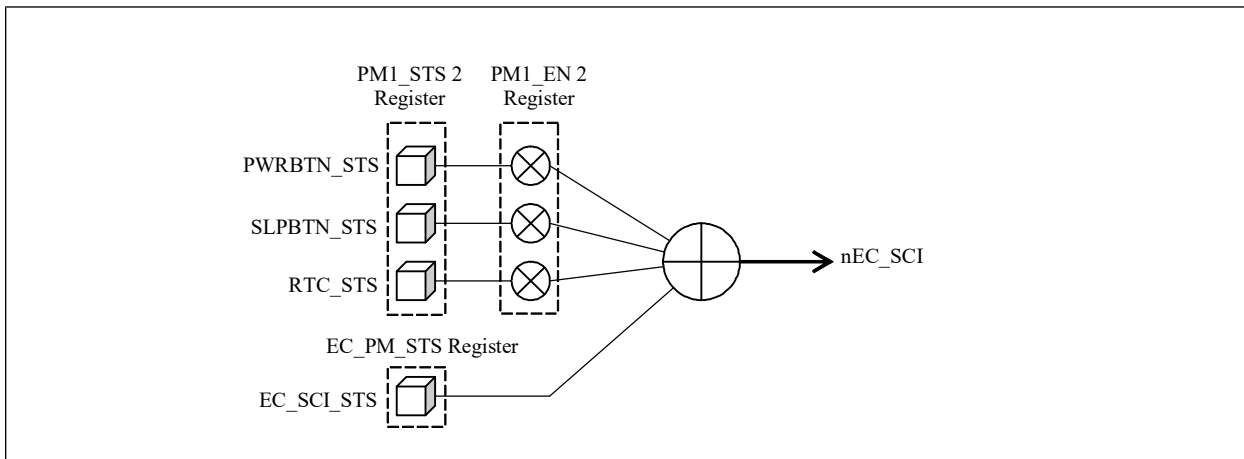 PM1_STS 2
Register
PM1_EN 2
Register
PWRBTN_STS
SLPBTN_STS
RTC_STS
nEC_SCI
EC_PM_STS Register
EC_SCI_STS